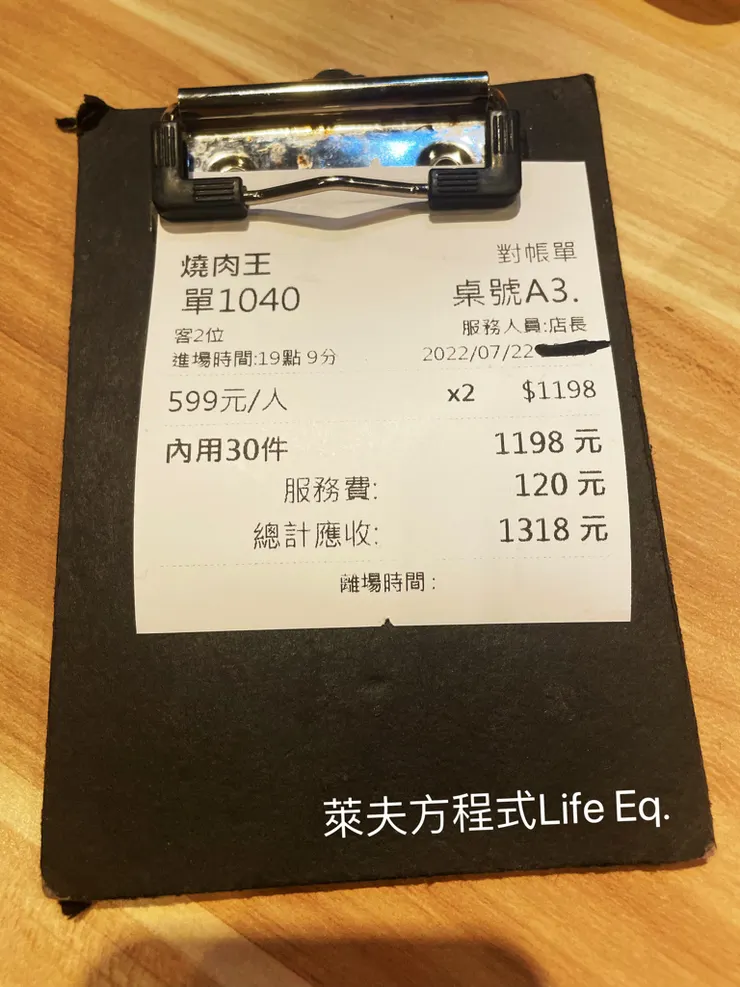 燒肉王 對帳單
單1040 桌號A3.
客2位 服務人員:店長
進場時間:19點 9分 2022/07/22
599元/人 x2 $1198
內用30件 1198 元
服務費: 120 元
總計應收: 1318 元
離場時間:
萊夫方程式Life Eq.